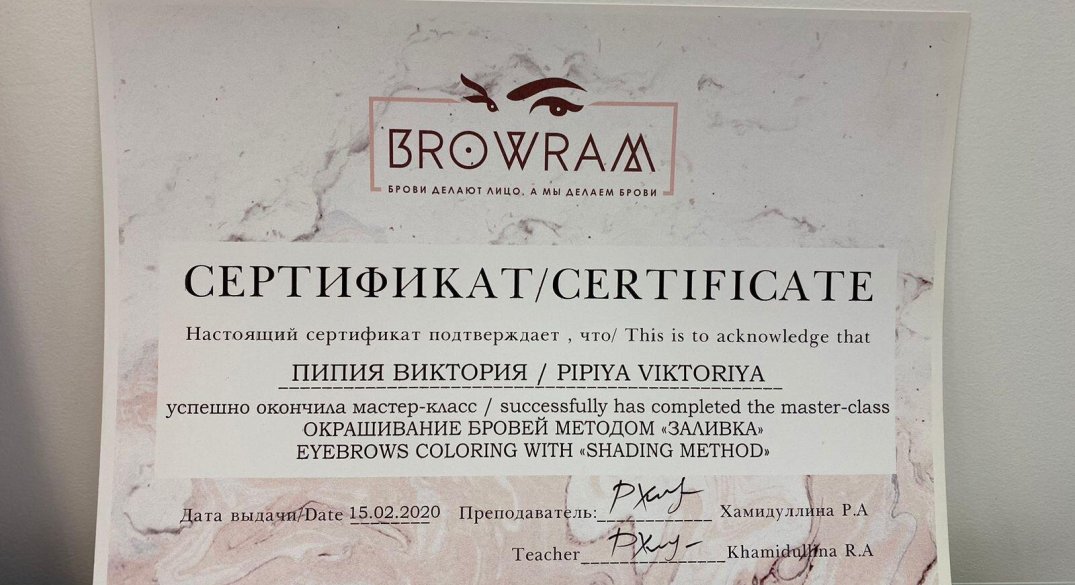 BROWRAM
БРОВИ ДЕЛАЮТ ЛИЦО, А МЫ ДЕЛАЕМ БРОВИ
СЕРТИФИКАТ/CERTIFICATE
Настоящий сертификат подтверждает , что/ This is to acknowledge that
ПИПИЯ ВИКТОРИЯ / PIPIYA VIKTORIYA
успешно окончила мастер-класс / successfully has completed the master-class
ОКРАШИВАНИЕ БРОВЕЙ МЕТОДОМ «ЗАЛИВКА»
EYEBROWS COLORING WITH «SHADING METHOD»
Дата выдачи/Date 15.02.2020 Преподаватель: Хамидуллина Р.А
Teacher Khamidullina R.A